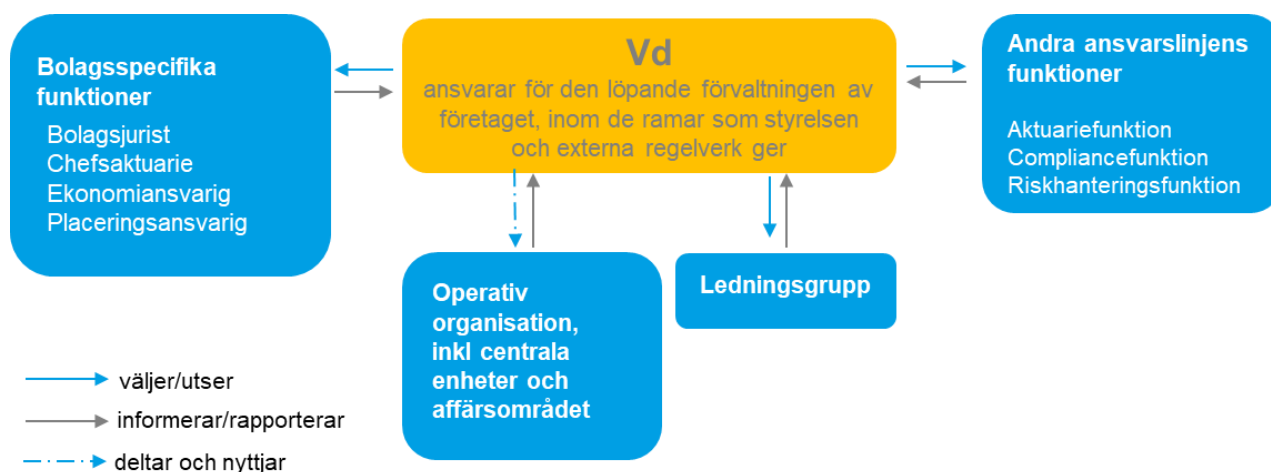 Bolagsspecifika
funktioner
Bolagsjurist
Chefsaktuarie
Ekonomiansvarig
Placeringsansvarig
Vd
ansvarar för den löpande förvaltningen av
företaget, inom de ramar som styrelsen
och externa regelverk ger
Andra ansvarslinjens
funktioner
Aktuariefunktion
Compliancefunktion
Riskhanteringsfunktion
Operativ
organisation,
inkl centrala
enheter och
affärsområdet
Ledningsgrupp
väljer/utser
informerar/rapporterar
deltar och nyttjar